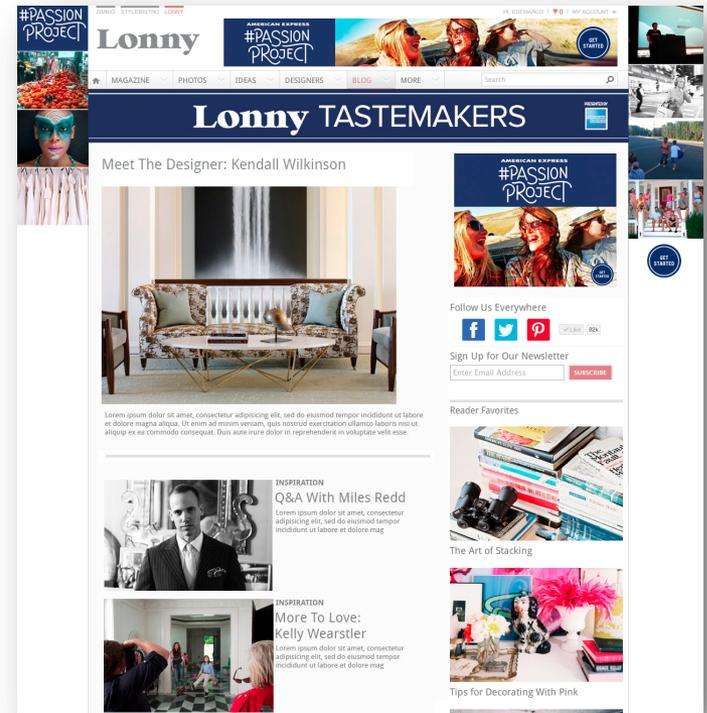 #PASSION
PROJECT
ZIMBIO
STYLEBISTRO
LONNY
HI, EDEMARGO
0
MY ACCOUNT
Lonny
AMERICAN EXPRESS
#PASSION
PROJECT
GET
STARTED
MAGAZINE
PHOTOS
IDEAS
DESIGNERS
BLOG
MORE
Search
Lonny TASTEMAKERS
PRESENTED BY
Meet The Designer: Kendall Wilkinson
AMERICAN EXPRESS
#PASSION
PROJECT
GET
STARTED
GET
STARTED
Follow Us Everywhere
Like
82k
Sign Up for Our Newsletter
Enter Email Address
SUBSCRIBE
Lorem ipsum dolor sit amet, consectetur adipisicing elit, sed do eiusmod tempor incididunt ut labore
et dolore magna aliqua. Ut enim ad minim veniam, quis nostrud exercitation ullamco laboris nisi ut
aliquip ex ea commodo consequat. Duis aute irure dolor in reprehenderit in voluptate velit esse.
Reader Favorites
The Art of Stacking
INSPIRATION
Q&A With Miles Redd
Lorem ipsum dolor sit amet, consectetur
adipisicing elit, sed do eiusmod tempor
incididunt ut labore et dolore mag
INSPIRATION
More To Love:
Kelly Wearstler
Lorem ipsum dolor sit amet, consectetur
adipisicing elit, sed do eiusmod tempor
incididunt ut labore et dolore mag
Tips for Decorating With Pink